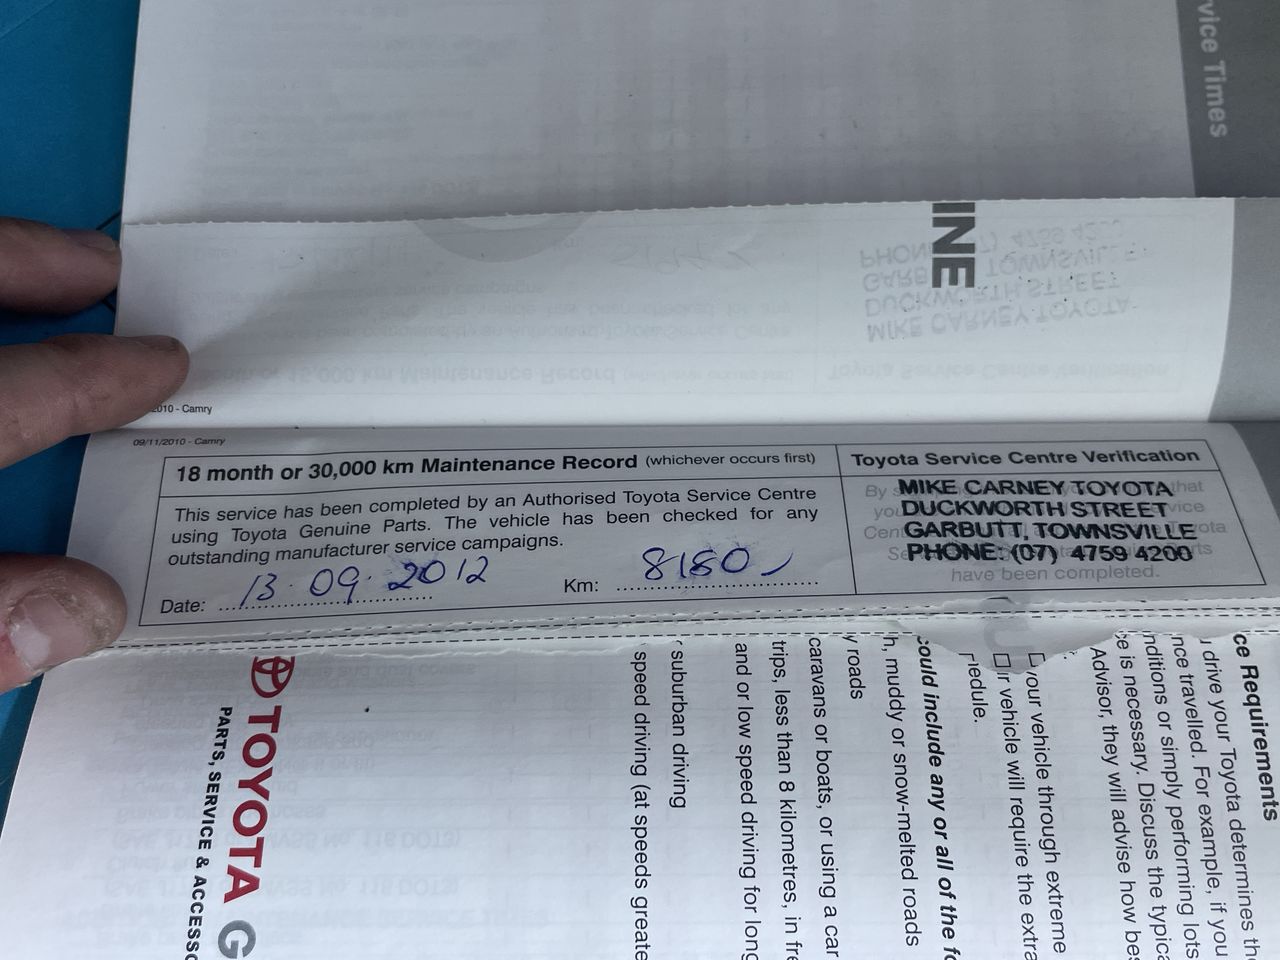 vice Times
INE
2010 - Camry
09/11/2010 - Camry
18 month or 30,000 km Maintenance Record (whichever occurs first)
This service has been completed by an Authorised Toyota Service Centre
using Toyota Genuine Parts. The vehicle has been checked for any
outstanding manufacturer service campaigns.
Date: 13.09.2012 Km: 8180
Toyota Service Centre Verification
MIKE CARNEY TOYOTA
DUCKWORTH STREET
GARBUTT, TOWNSVILLE
PHONE: (07) 4759 4200
have been completed.
ce Requirements
drive your Toyota determines the
nce travelled. For example, if you
nditions or simply performing lots
ce is necessary. Discuss the typica
Advisor, they will advise how bes
your vehicle through extreme
ir vehicle will require the extra
nedule.
could include any or all of the fo
h, muddy or snow-melted roads
y roads
caravans or boats, or using a car
trips, less than 8 kilometres, in fre
and or low speed driving for long
suburban driving
speed driving (at speeds greate
TOYOTA G
PARTS, SERVICE & ACCESSO